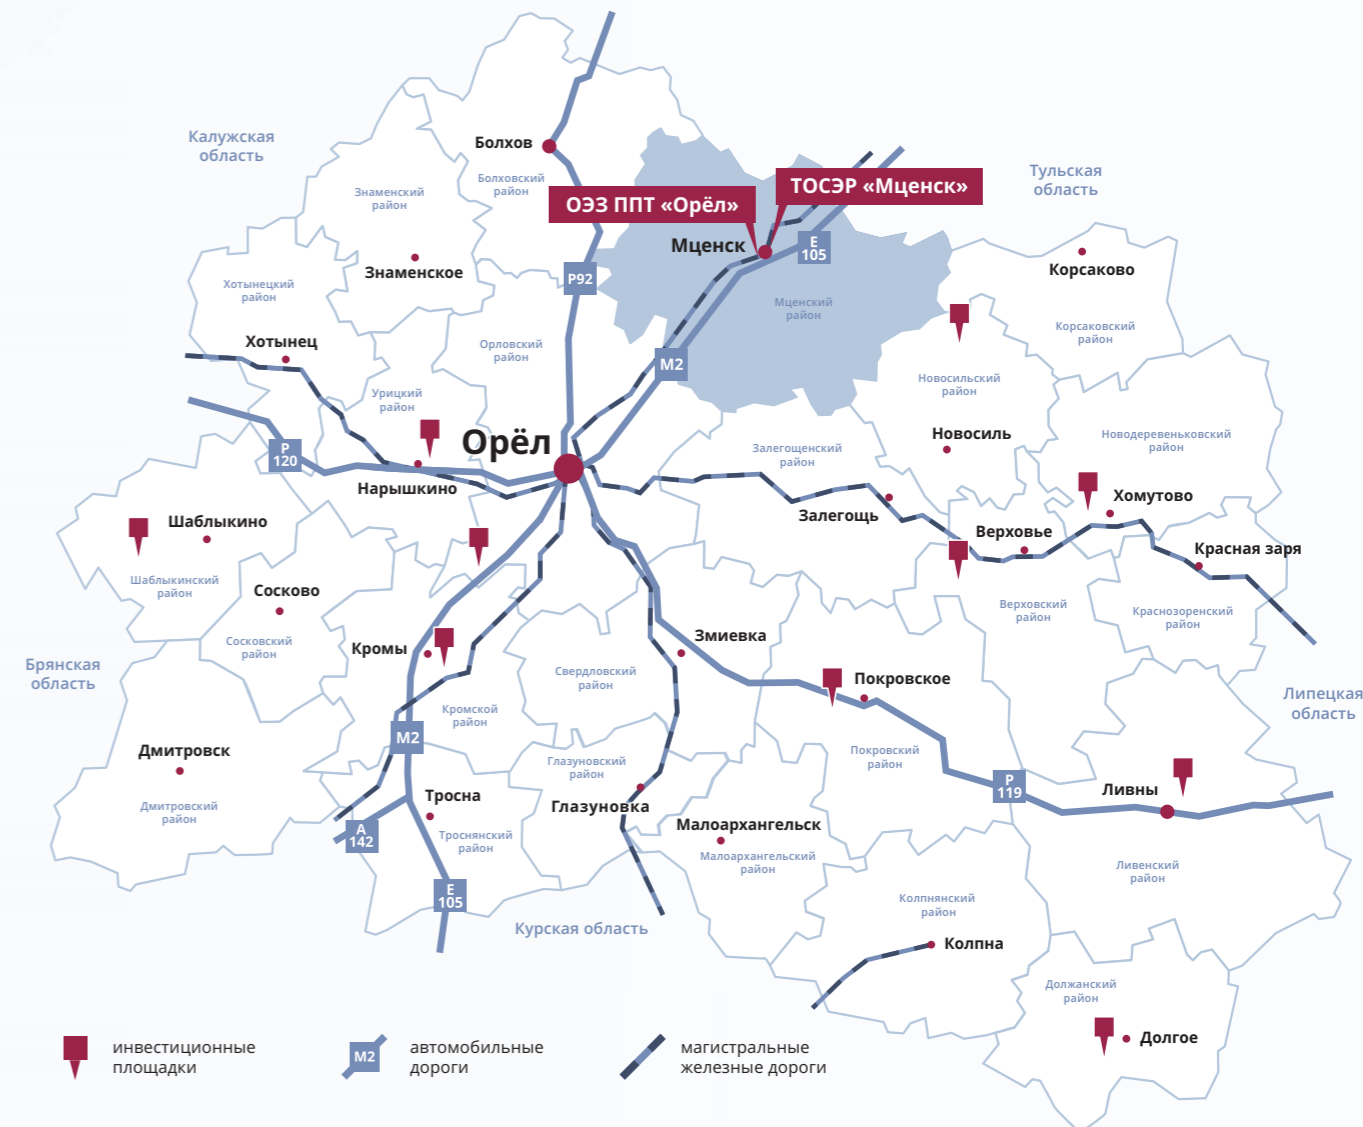 Калужская
область
Болхов
Болховский
район
Знаменский
район
Знаменское
ОЭЗ ППТ «Орёл»
ТОСЭР «Мценск»
Тульская
область
Мценск
E
105
P92
Мценский
район
Корсаково
Корсаковский
район
Хотынецкий
район
Хотынец
Орловский
район
M2
Урицкий
район
Новосильский
район
Новосиль
Новодеревеньковский
район
Орёл
P
120
Нарышкино
Залегощенский
район
Залегощь
Хомутово
Верховье
Красная заря
Шаблыкино
Шаблыкинский
район
Сосково
Сосковский
район
Верховский
район
Краснозоренский
район
Брянская
область
Кромы
Змиевка
Свердловский
район
Покровское
Липецкая
область
Кромской
район
M2
Дмитровск
Дмитровский
район
Глазуновский
район
Глазуновка
Покровский
район
P
119
Ливны
Тросна
Троснянский
район
A
142
Малоархангельск
Малоархангельский
район
Ливенский
район
E
105
Курская область
Колпнянский
район
Колпна
Должанский
район
Долгое
инвестиционные
площадки
M2
автомобильные
дороги
магистральные
железные дороги